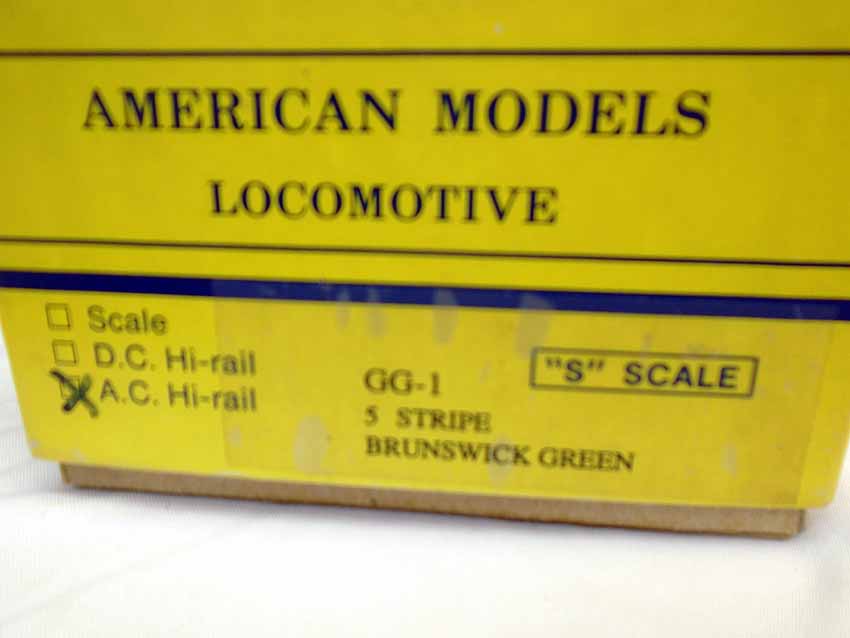 AMERICAN MODELS
LOCOMOTIVE
Scale
D.C. Hi-rail
A.C. Hi-rail
GG-1
5 STRIPE
BRUNSWICK GREEN
"S" SCALE